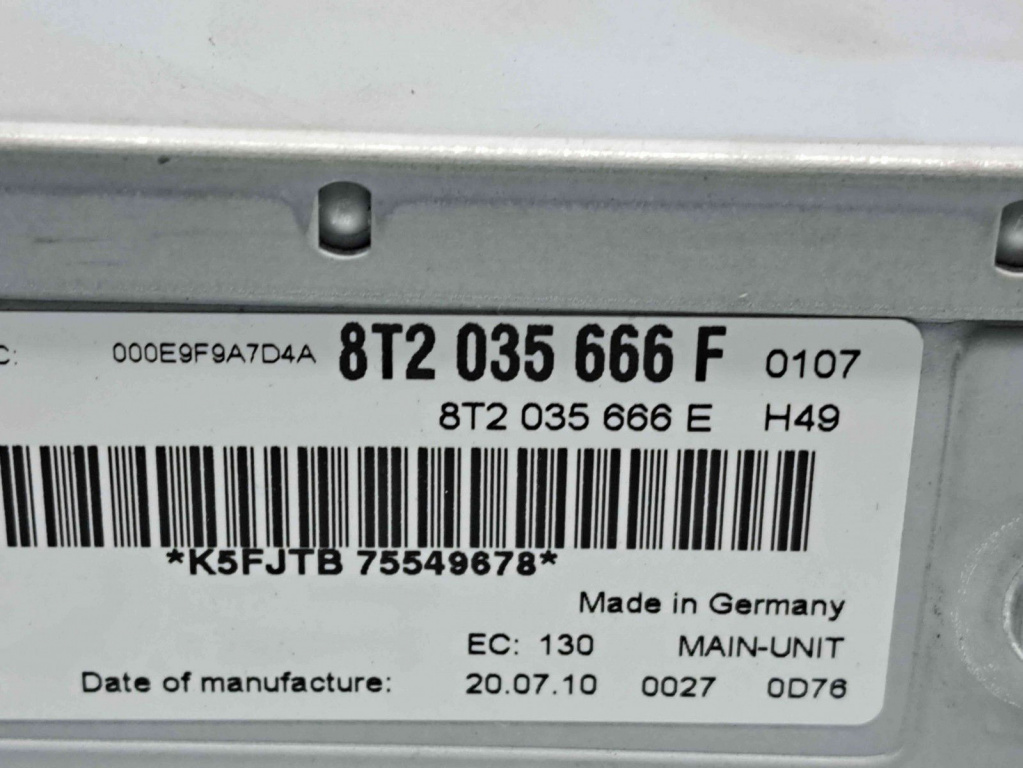 C: 000E9F9A7D4A 8T2 035 666 F 0107
8T2 035 666 E H49
*K5FJTB 75549678*
Made in Germany
EC: 130 MAIN-UNIT
Date of manufacture: 20.07.10 0027 0D76